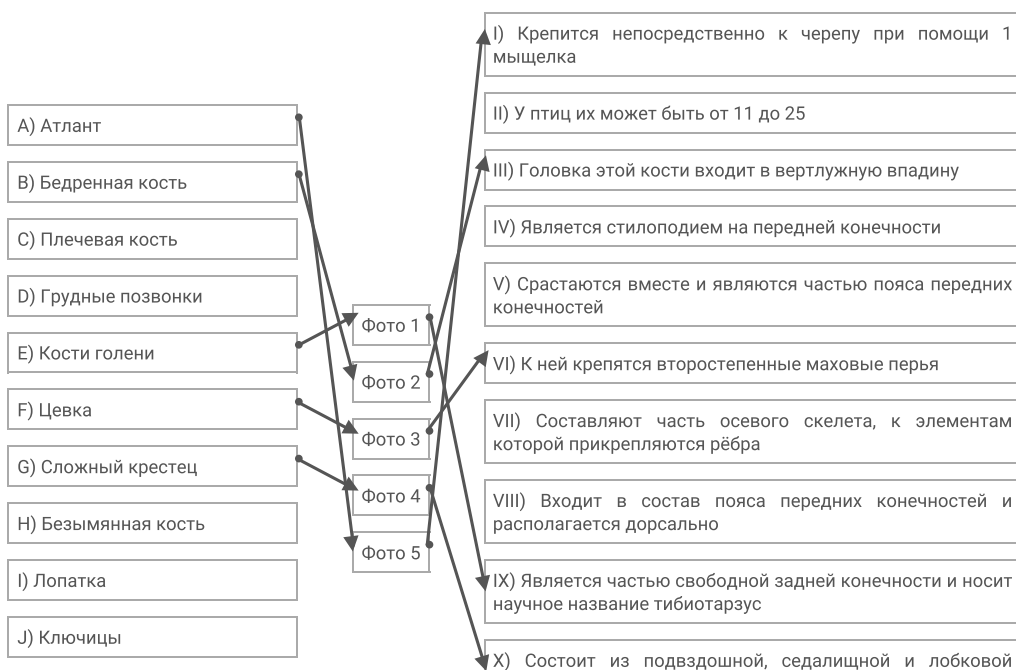 A) Атлант
B) Бедренная кость
C) Плечевая кость
D) Грудные позвонки
E) Кости голени
F) Цевка
G) Сложный крестец
H) Безымянная кость
I) Лопатка
J) Ключицы
Фото 1
Фото 2
Фото 3
Фото 4
Фото 5
I) Крепится непосредственно к черепу при помощи 1
мыщелка
II) У птиц их может быть от 11 до 25
III) Головка этой кости входит в вертлужную впадину
IV) Является стилоподием на передней конечности
V) Срастаются вместе и являются частью пояса передних
конечностей
VI) К ней крепятся второстепенные маховые перья
VII) Составляют часть осевого скелета, к элементам
которой прикрепляются рёбра
VIII) Входит в состав пояса передних конечностей и
располагается дорсально
IX) Является частью свободной задней конечности и носит
научное название тибиотарзус
X) Состоит из подвздошной, седалищной и лобковой